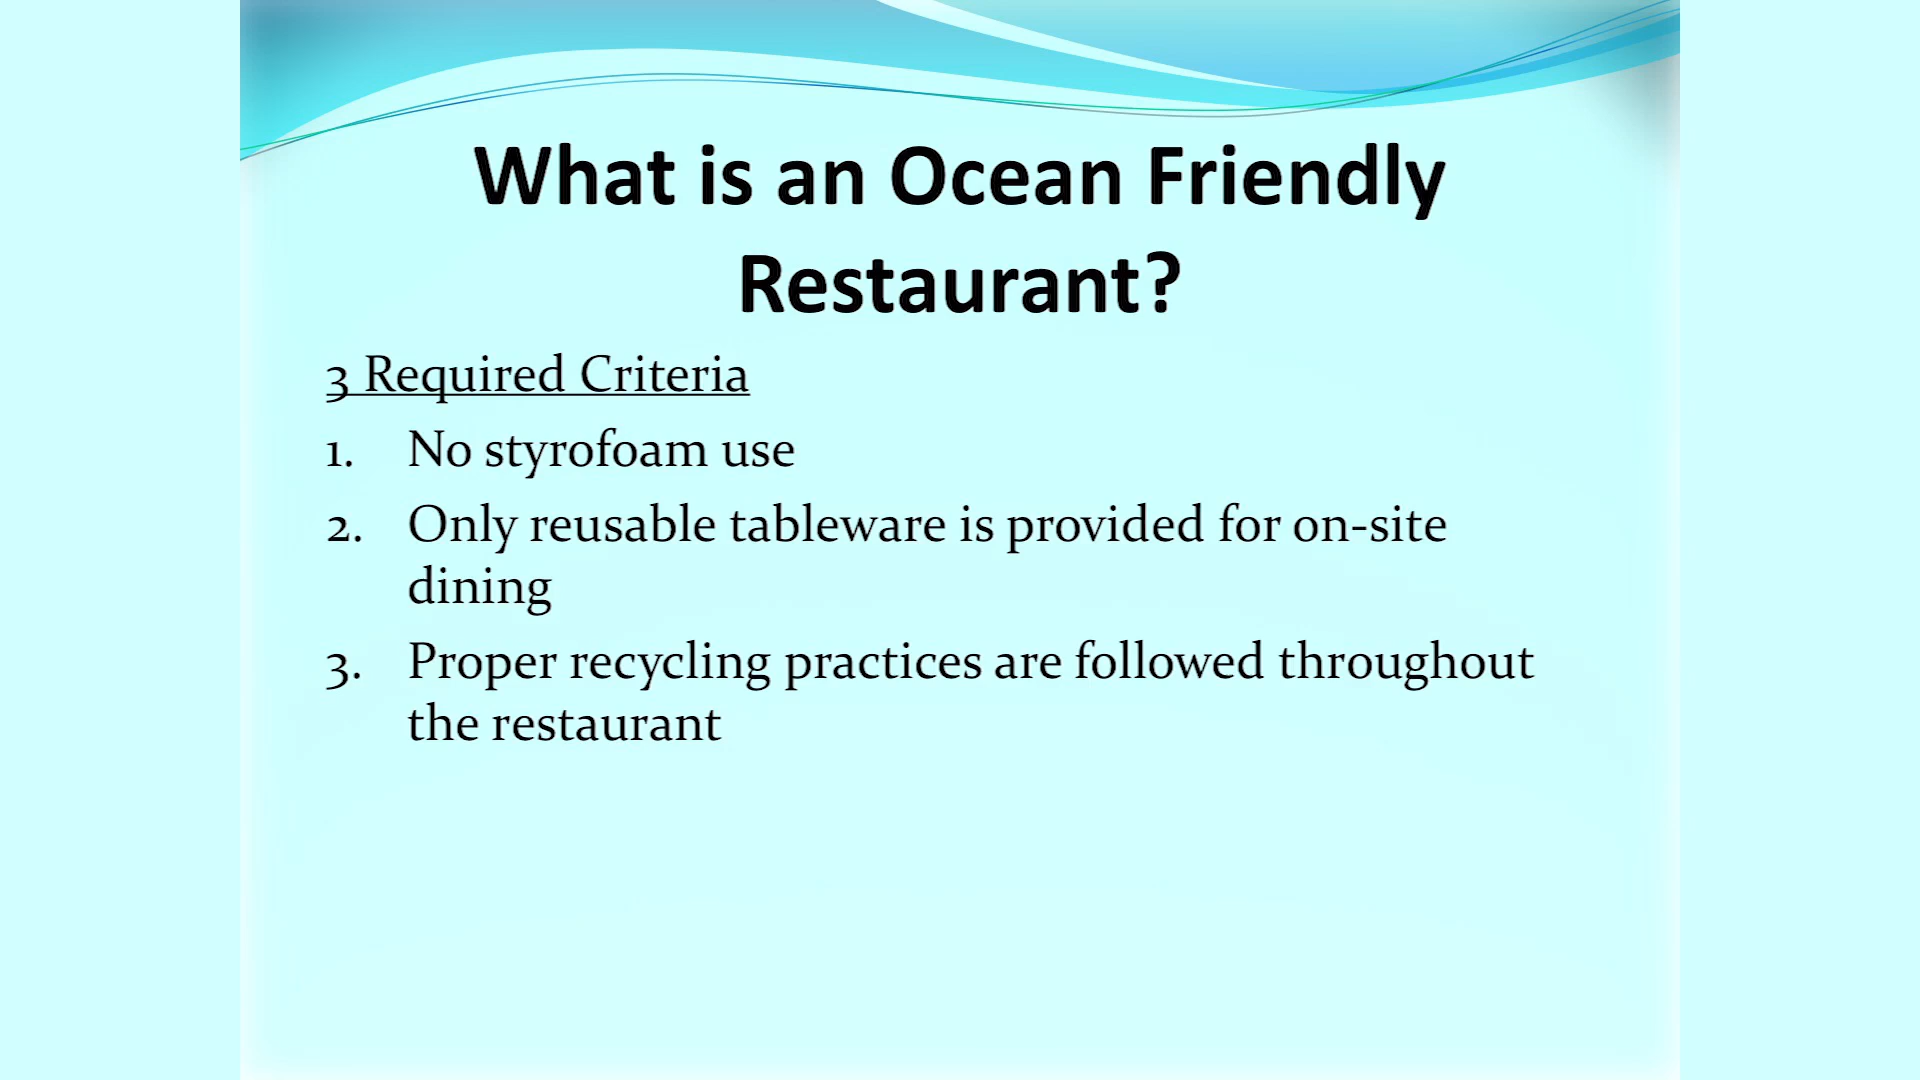 What is an Ocean Friendly
Restaurant?
3 Required Criteria
1. No styrofoam use
2. Only reusable tableware is provided for on-site
dining
3. Proper recycling practices are followed throughout
the restaurant